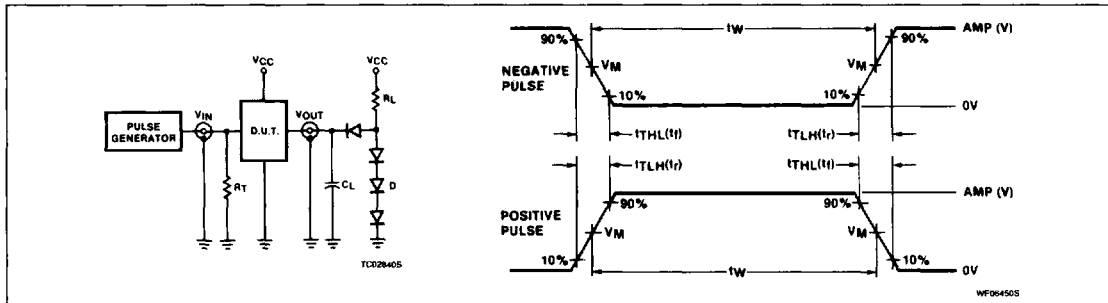 VCC
VCC
RL
PULSE
GENERATOR
VIN
D.U.T.
VOUT
RT
CL
D
TC02840S
NEGATIVE
PULSE
90%
VM
10%
tW
VM
10%
90%
AMP (V)
0V
tTHL(tf)
tTLH(tr)
tTLH(tr)
tTHL(tf)
POSITIVE
PULSE
10%
VM
90%
tW
90%
VM
10%
AMP (V)
0V
WF06450S